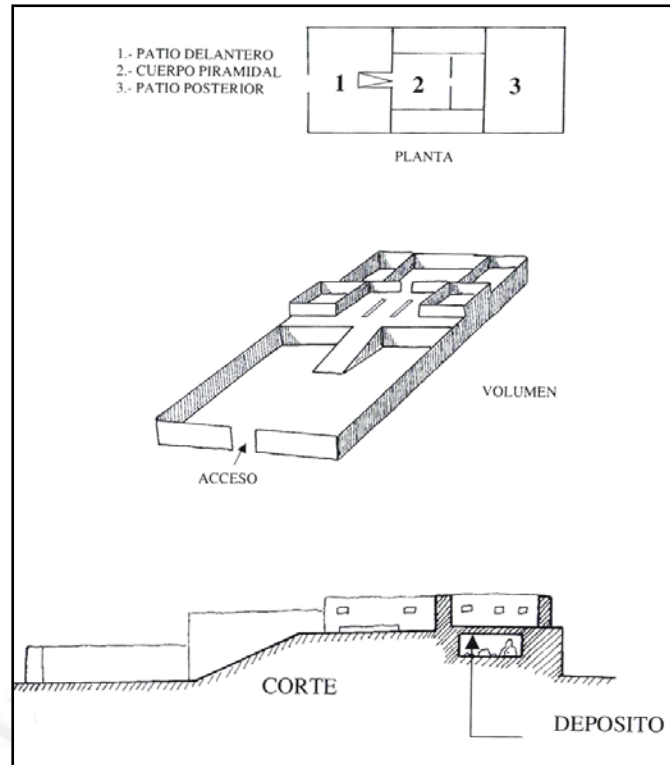 1.- PATIO DELANTERO
2.- CUERPO PIRAMIDAL
3.- PATIO POSTERIOR
1 2 3
PLANTA
VOLUMEN
ACCESO
CORTE
DEPOSITO